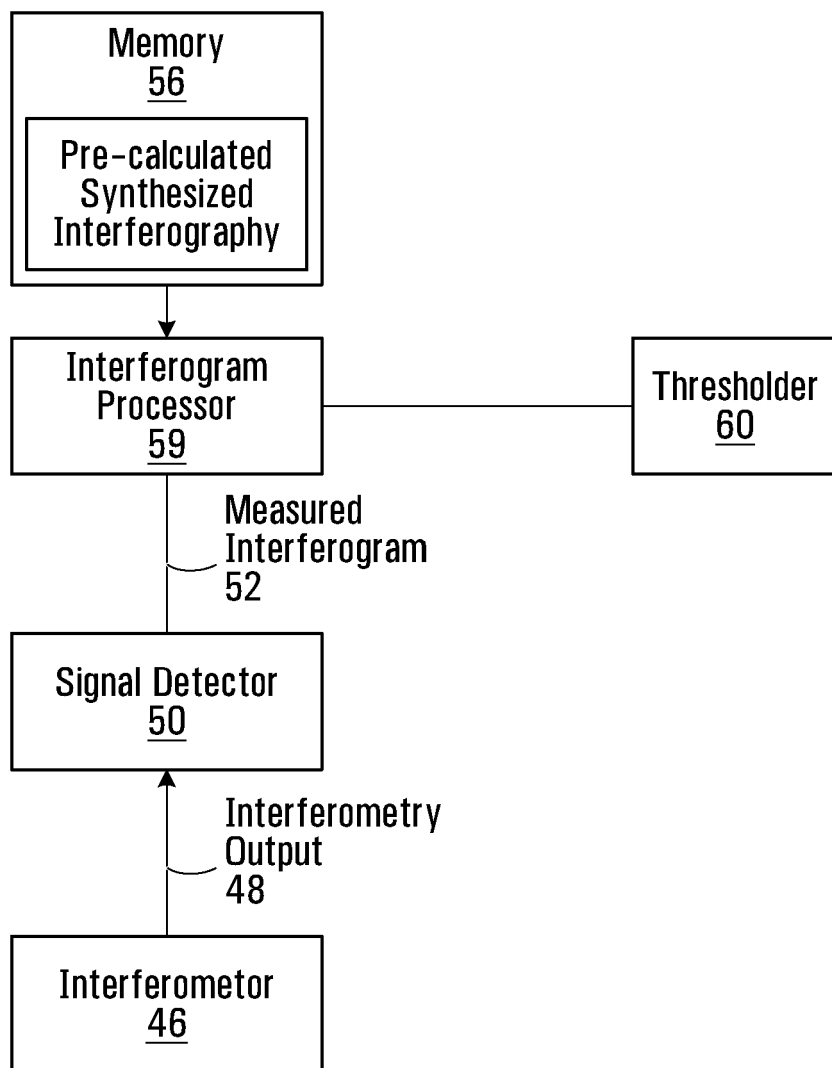 Memory
56
Pre-calculated
Synthesized
Interferography
Interferogram
Processor
59
Thresholder
60
Measured
Interferogram
52
Signal Detector
50
Interferometry
Output
48
Interferometor
46